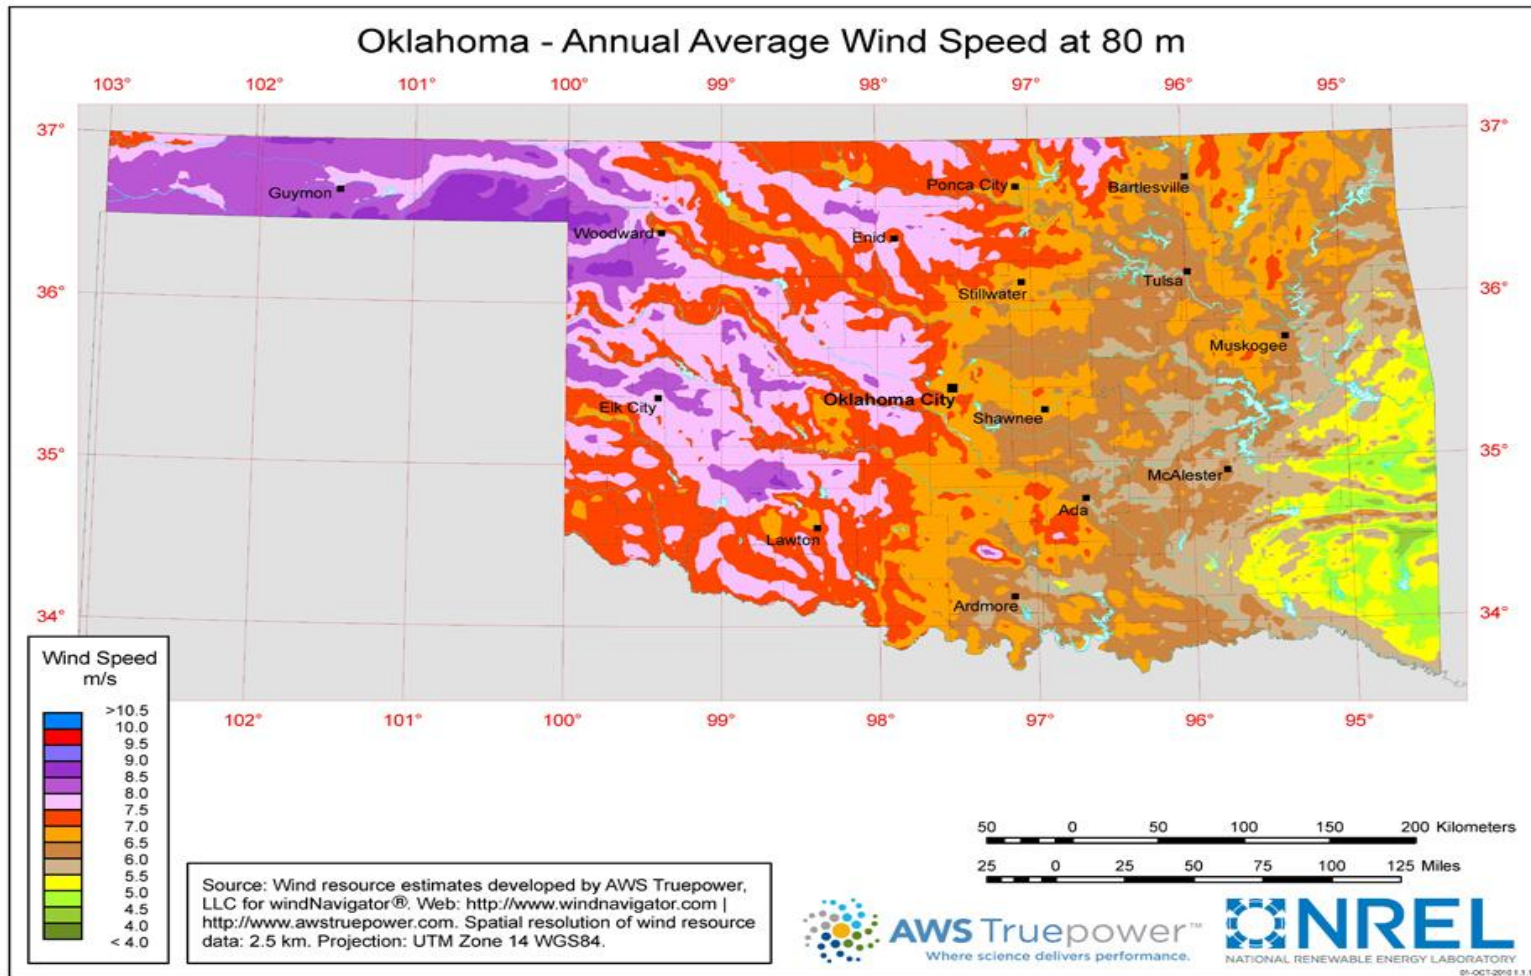 Oklahoma - Annual Average Wind Speed at 80 m
103° 102° 101° 100° 99° 98° 97° 96° 95°
37° 37°
Ponca City
Bartlesville
Guymon
Woodward
Enid
Tulsa
Stillwater
36° 36°
Muskogee
Oklahoma City
Elk City
Shawnee
35° 35°
McAlester
Ada
Lawton
Ardmore
34° 34°
102° 101° 100° 99° 98° 97° 96° 95°
Wind Speed
m/s
>10.5
10.0
9.5
9.0
8.5
8.0
7.5
7.0
6.5
6.0
5.5
5.0
4.5
< 4.0
Source: Wind resource estimates developed by AWS Truepower,
LLC for windNavigator®. Web: http://www.windnavigator.com |
http://www.awstruepower.com. Spatial resolution of wind resource
data: 2.5 km. Projection: UTM Zone 14 WGS84.
50 0 50 100 150 200 Kilometers
25 0 25 50 75 100 125 Miles
AWS Truepower™
Where science delivers performance.
NREL
NATIONAL RENEWABLE ENERGY LABORATORY
01-OCT-2010